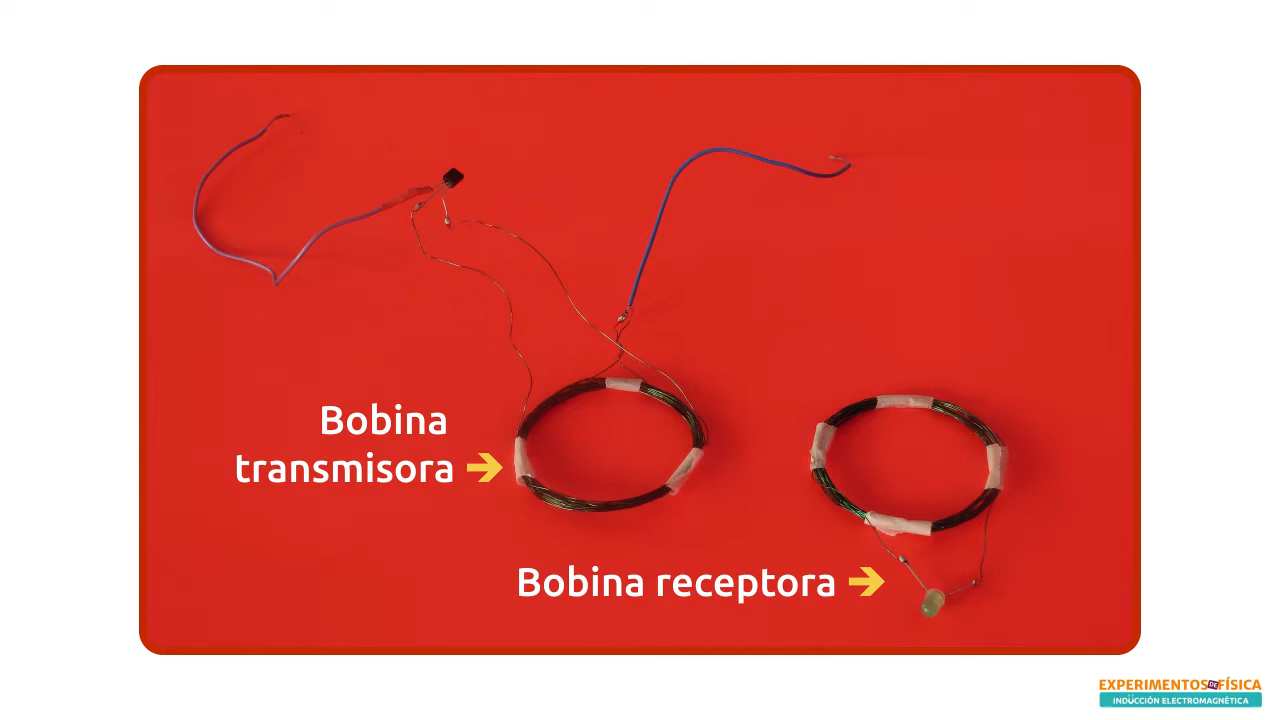 Bobina
transmisora
Bobina receptora
EXPERIMENTOS DE FÍSICA
INDUCCIÓN ELECTROMAGNÉTICA